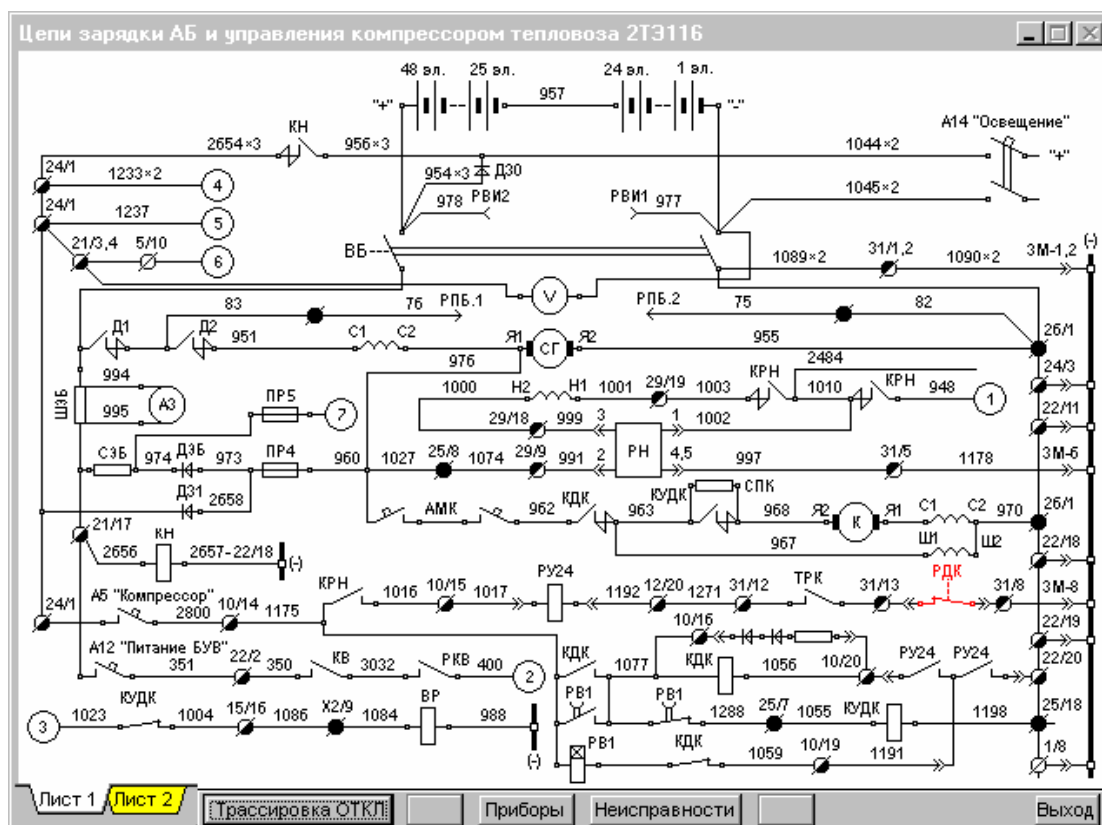 Цепи зарядки АБ и управления компрессором тепловоза 2ТЭ116
48 эл. 25 эл. 24 эл. 1 эл.
"+" 957 "-"
А14 "Освещение"
2654×3 КН 956×3 1044×2 "+"
24/1 1233×2 4 954×3 Д30 1045×2
978 РВИ2 РВИ1 977
24/1 1237 5
21/3,4 5/10 6 ВБ 1089×2 31/1,2 1090×2 ЗМ-1,2 (-)
V
83 76 РПБ.1 РПБ.2 75 82
Д1 Д2 951 С1 С2 Я1 СГ Я2 955 26/1
976 2484
994 1000 Н2 Н1 1001 29/19 1003 КРН 1010 КРН 948 1 24/3
ШЗБ 995 АЗ ПР5 7 22/11
29/18 999 3 1 1002
РН
СЗБ 974 ДЗБ 973 ПР4 960 1027 25/8 1074 29/9 991 2 4,5 997 31/5 1178 ЗМ-6
Д31 2658 СПК
АМК 962 КДК 963 КУДК 968 Я2 К Я1 С1 С2 970 26/1
21/17 967 Ш1 Ш2
2656 КН 2657-22/18 (-) 22/18
А5 "Компрессор" КРН 1016 10/15 1017 РУ24 1192 12/20 1271 31/12 ТРК 31/13 РДК 31/8 ЗМ-8
24/1 2800 10/14 1175 22/19
А12 "Питание БУВ" 10/16
351 22/2 350 КВ 3032 РКВ 400 2 КДК 1077 КДК 1056 10/20 РУ24 РУ24 22/20
3 1023 КУДК 1004 15/16 1086 Х2/9 1084 ВР 988 (-) РВ1 РВ1 1288 25/7 1055 КУДК 1198 25/18
РВ1 КДК 1059 10/19 1191 1/8
Лист 1 Лист 2 Трассировка ОТКЛ Приборы Неисправности Выход